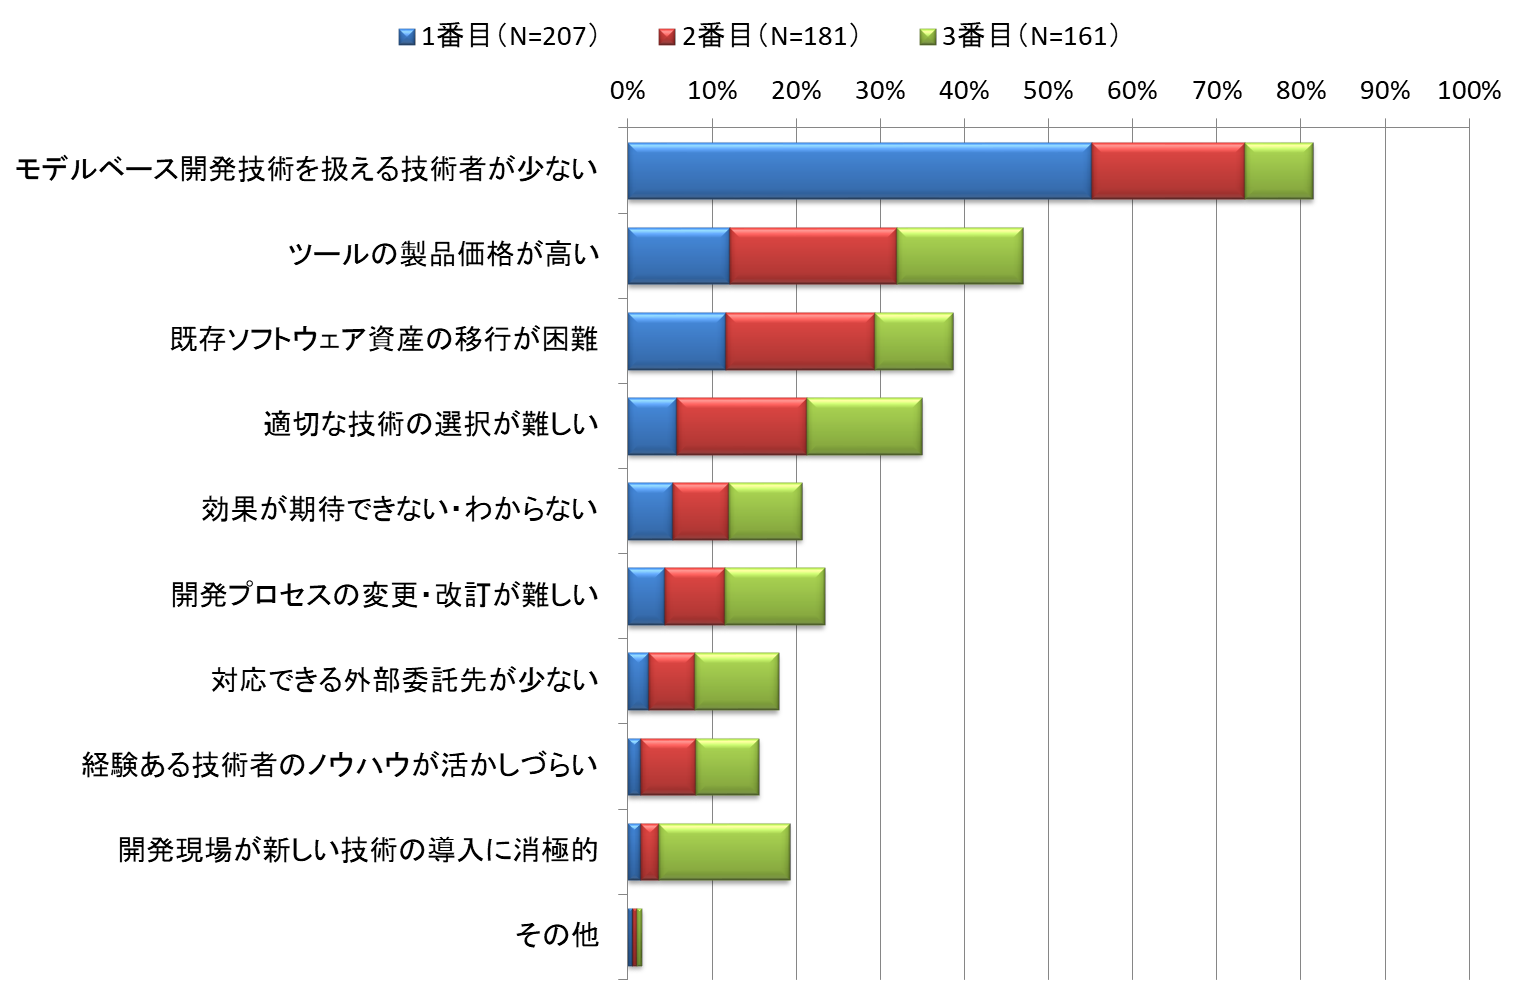 1番目（N=207） 2番目（N=181） 3番目（N=161）
0% 10% 20% 30% 40% 50% 60% 70% 80% 90% 100%
モデルベース開発技術を扱える技術者が少ない
ツールの製品価格が高い
既存ソフトウェア資産の移行が困難
適切な技術の選択が難しい
効果が期待できない・わからない
開発プロセスの変更・改訂が難しい
対応できる外部委託先が少ない
経験ある技術者のノウハウが活かしづらい
開発現場が新しい技術の導入に消極的
その他